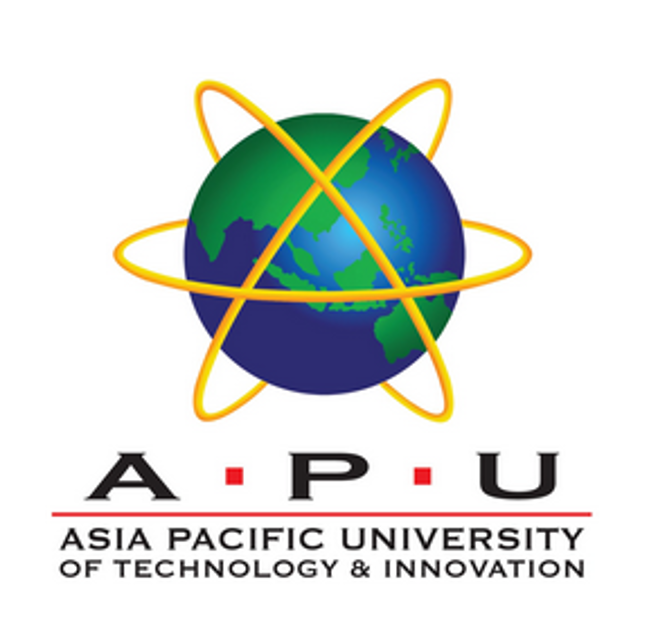 A ▪ P ▪ U
ASIA PACIFIC UNIVERSITY
OF TECHNOLOGY & INNOVATION